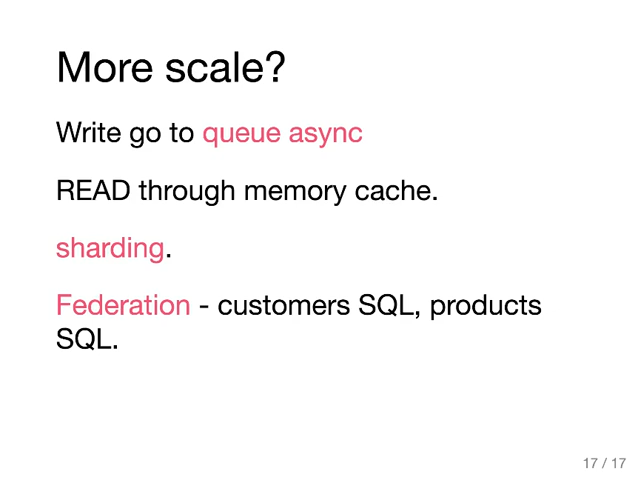 More scale?
Write go to queue async
READ through memory cache.
sharding.
Federation - customers SQL, products
SQL.
17 / 17